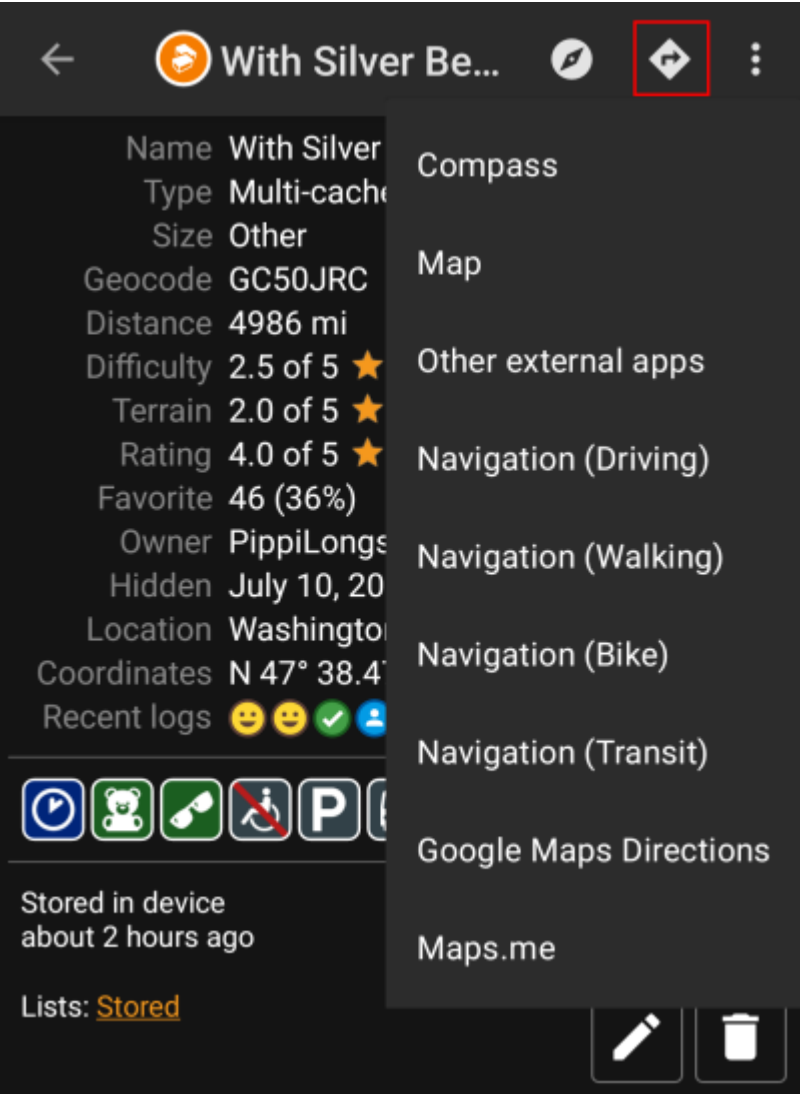 With Silver Be...
Name With Silver
Type Multi-cache
Size Other
Geocode GC50JRC
Distance 4986 mi
Difficulty 2.5 of 5
Terrain 2.0 of 5
Rating 4.0 of 5
Favorite 46 (36%)
Owner PippiLongs
Hidden July 10, 20
Location Washington
Coordinates N 47° 38.4
Recent logs
P
Stored in device
about 2 hours ago
Lists: Stored
Compass
Map
Other external apps
Navigation (Driving)
Navigation (Walking)
Navigation (Bike)
Navigation (Transit)
Google Maps Directions
Maps.me